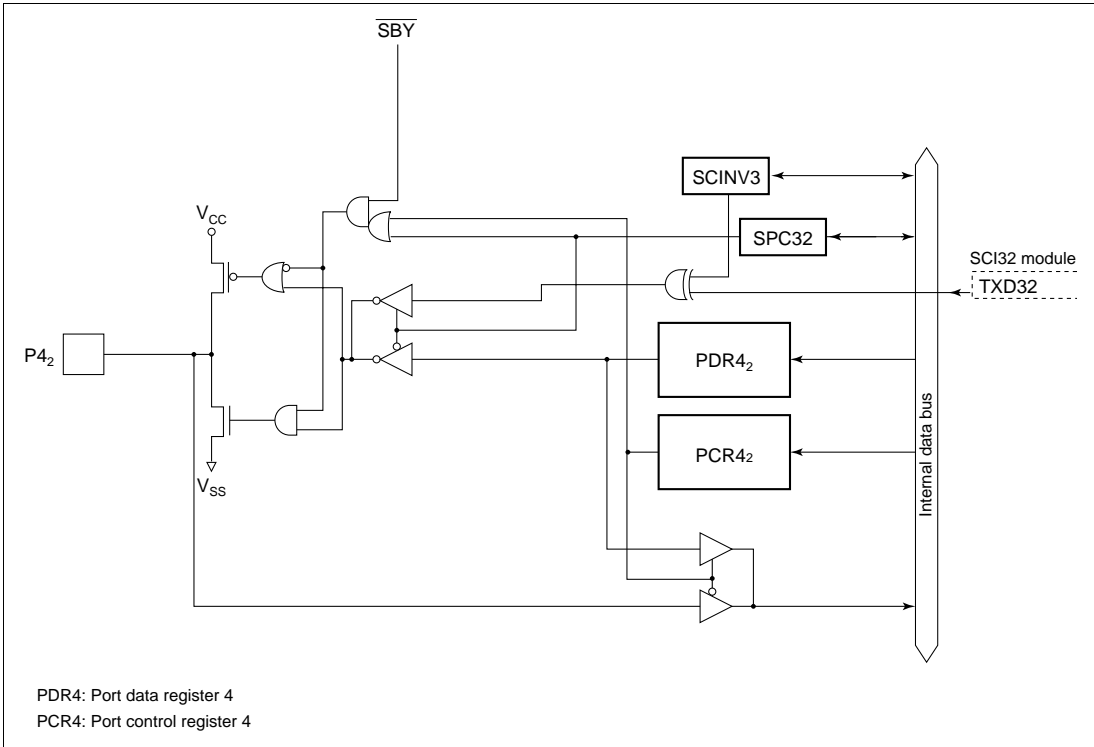 SBY
SCINV3
VCC
SPC32
SCI32 module
TXD32
P42
PDR42
PCR42
VSS
Internal data bus
PDR4: Port data register 4
PCR4: Port control register 4